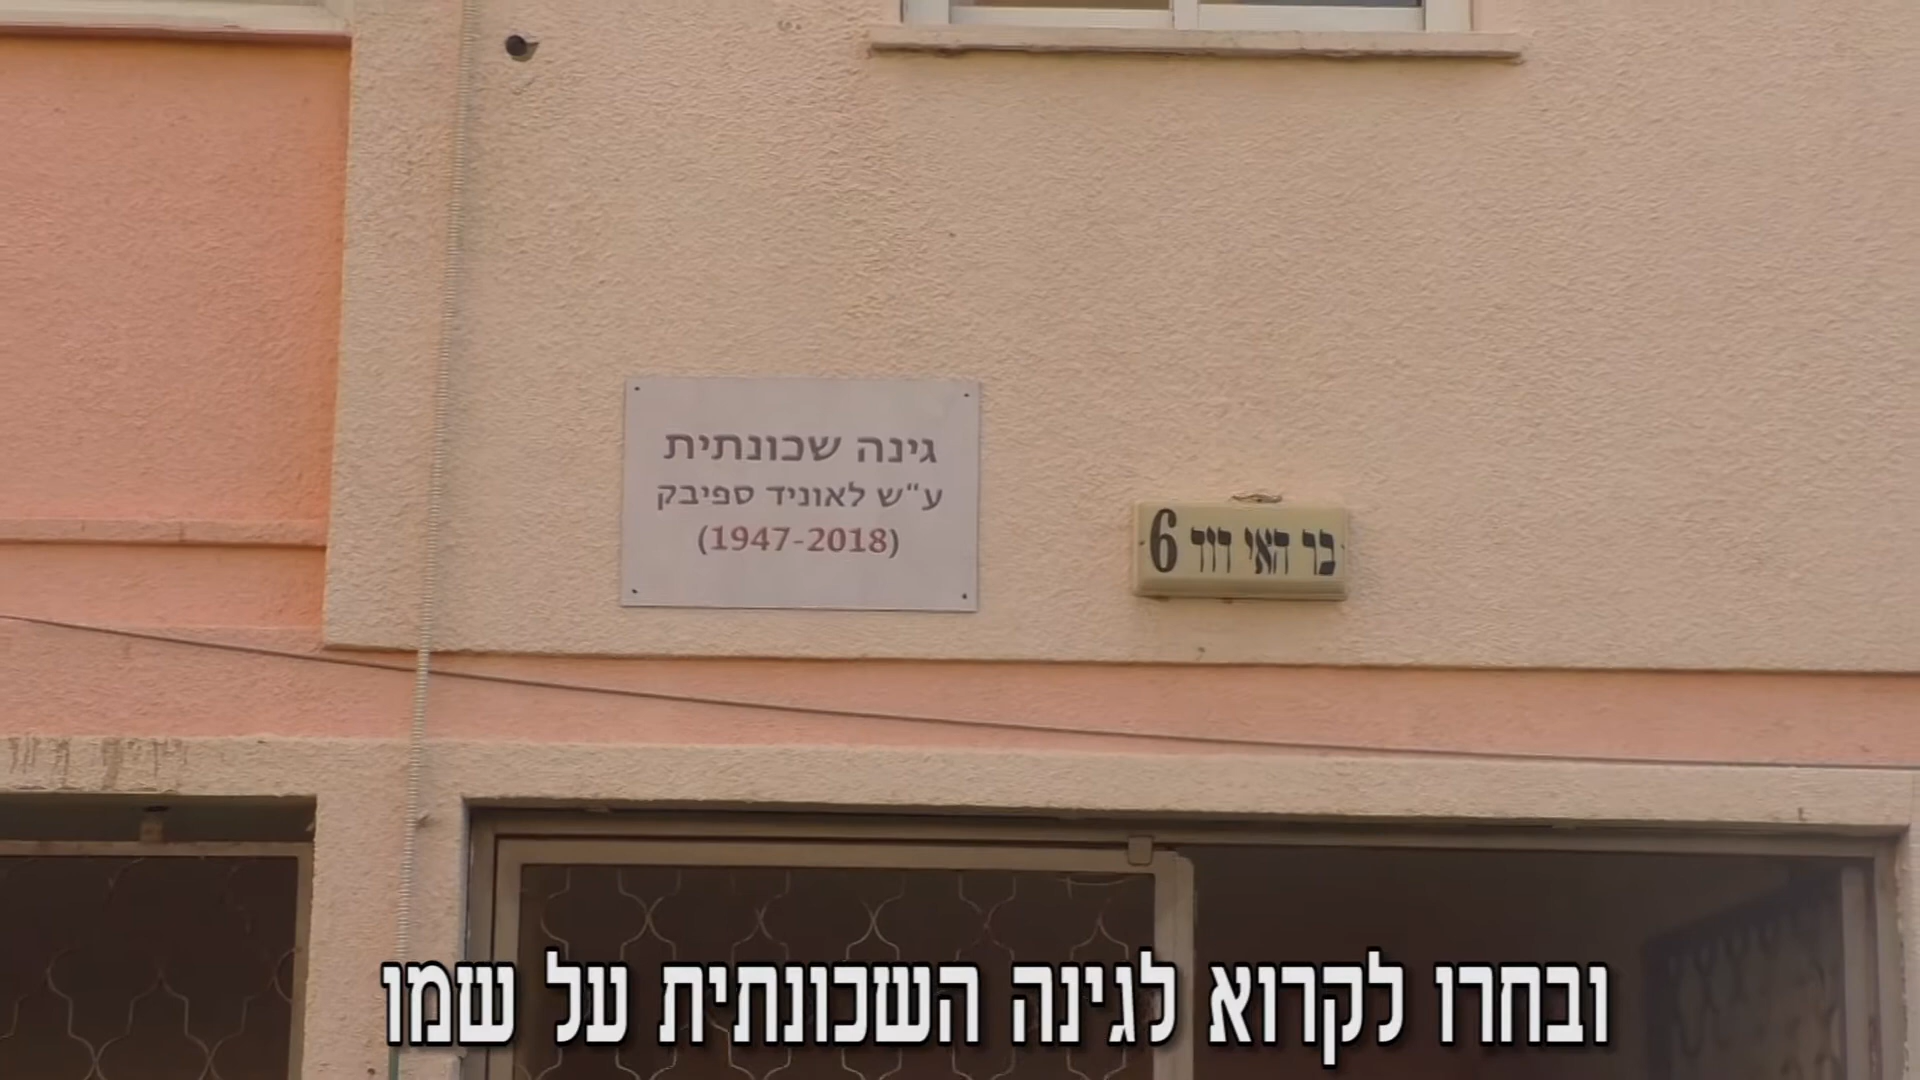 גינה שכונתית
ע"ש לאוניד ספיבק
(1947-2018)
בר האי דוד 6
ובחרו לקרוא לגינה השכונתית על שמו